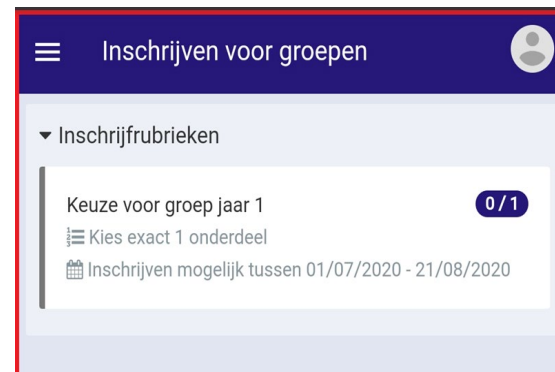 Inschrijven voor groepen
Inschrijfrubrieken
Keuze voor groep jaar 1
0 / 1
Kies exact 1 onderdeel
Inschrijven mogelijk tussen 01/07/2020 - 21/08/2020